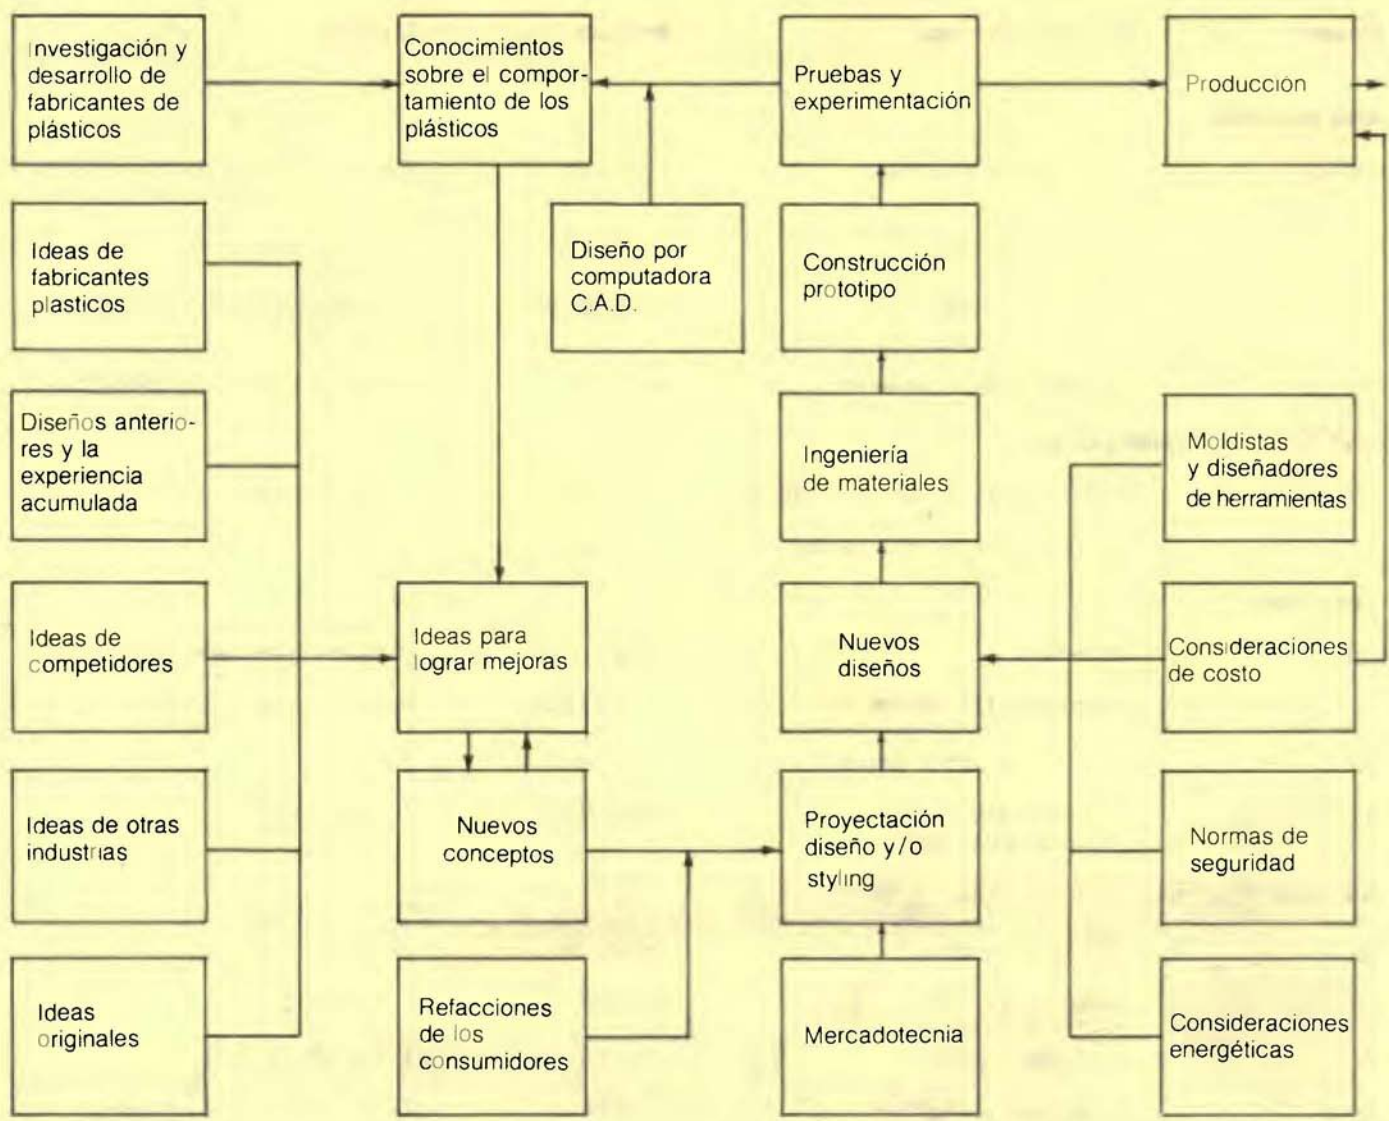 Investigación y
desarrollo de
fabricantes de
plásticos
Conocimientos
sobre el compor-
tamiento de los
plásticos
Pruebas y
experimentación
Producción
Ideas de
fabricantes
plasticos
Diseño por
computadora
C.A.D.
Construcción
prototipo
Diseños anterio-
res y la
experiencia
acumulada
Ingeniería
de materiales
Moldistas
y diseñadores
de herramientas
Ideas de
competidores
Ideas para
lograr mejoras
Nuevos
diseños
Consideraciones
de costo
Ideas de otras
industrias
Nuevos
conceptos
Proyectación
diseño y/o
styling
Normas de
seguridad
Ideas
originales
Refacciones
de los
consumidores
Mercadotecnia
Consideraciones
energéticas